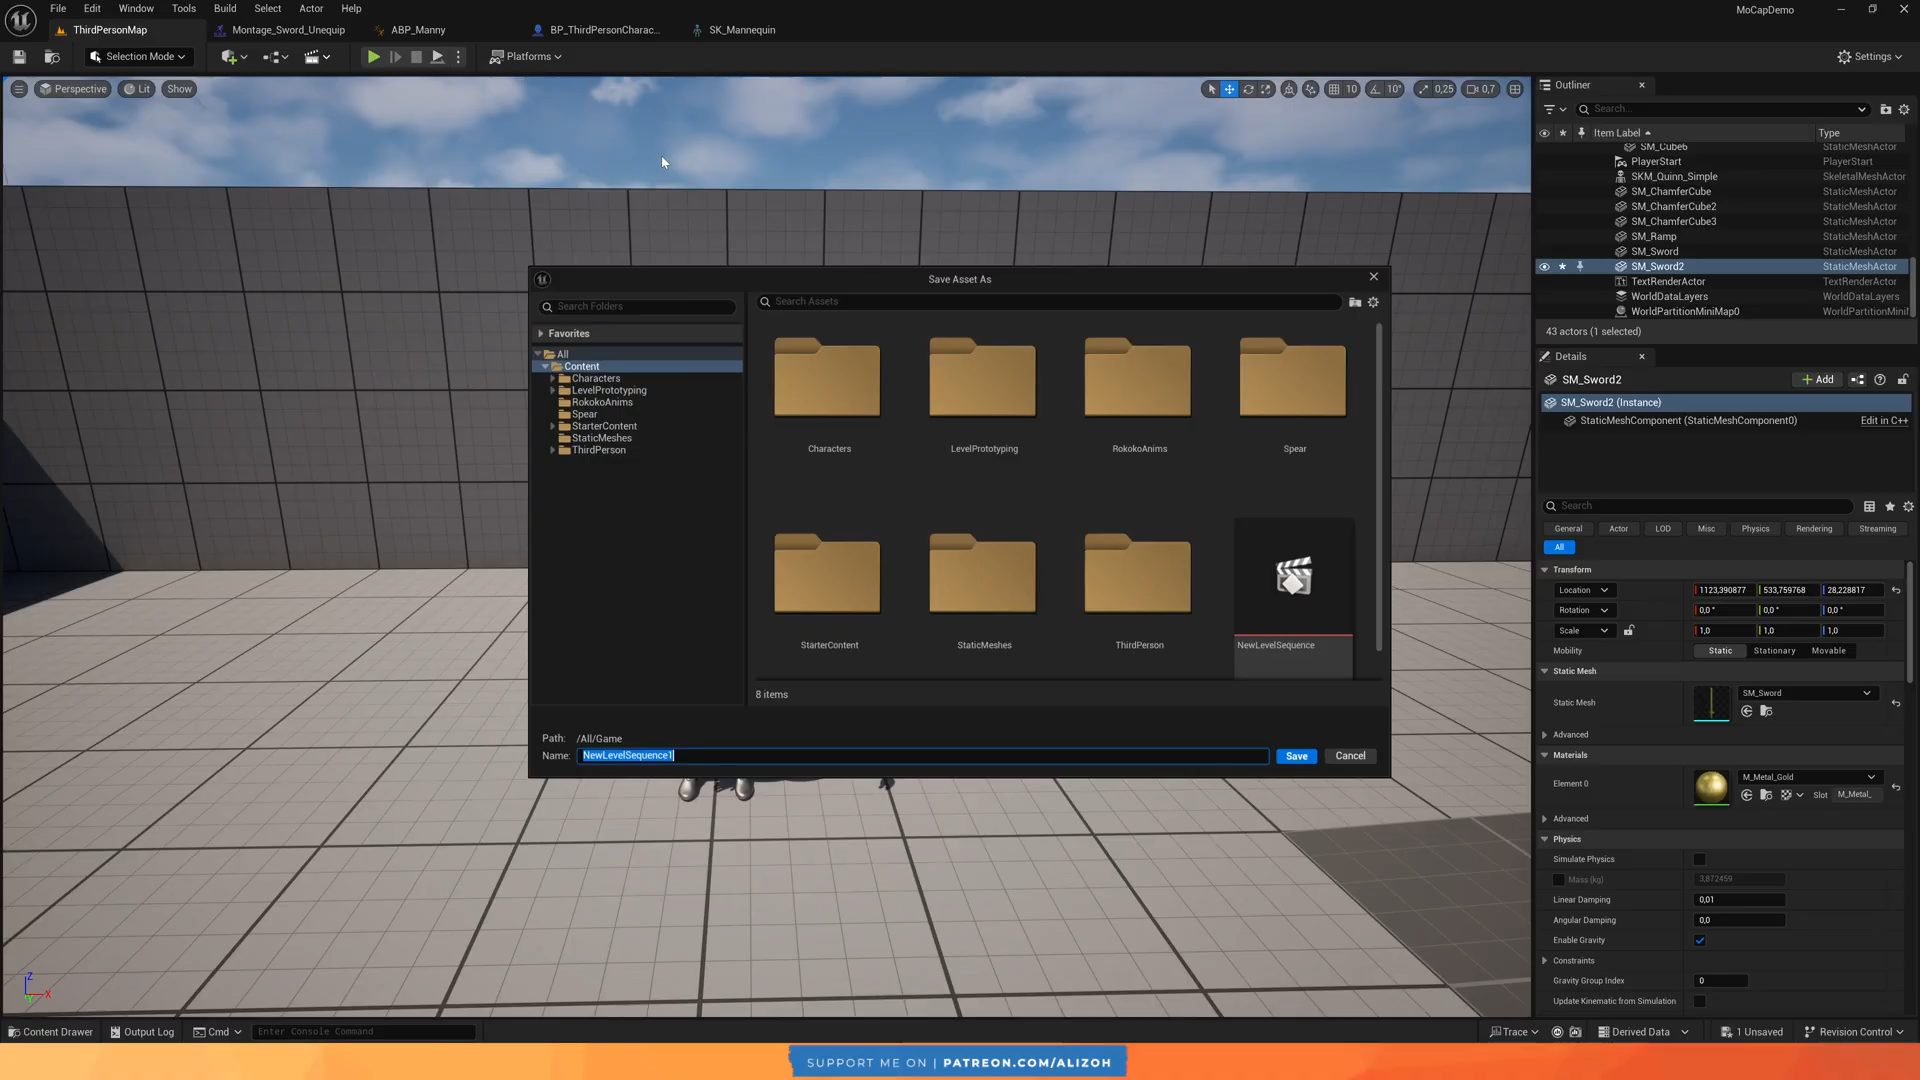 File Edit Window Tools Build Select Actor Help
MoCapDemo
ThirdPersonMap Montage_Sword_Unequip ABP_Manny BP_ThirdPersonCharac... SK_Mannequin
Selection Mode Platforms Settings
Perspective Lit Show 10 10° 0,25 0,7
Outliner
Search...
Item Label Type
SM_Cube6 StaticMeshActor
PlayerStart PlayerStart
SKM_Quinn_Simple SkeletalMeshActor
SM_ChamferCube StaticMeshActor
SM_ChamferCube2 StaticMeshActor
SM_ChamferCube3 StaticMeshActor
SM_Ramp StaticMeshActor
SM_Sword StaticMeshActor
SM_Sword2 StaticMeshActor
TextRenderActor TextRenderActor
WorldDataLayers WorldDataLayers
WorldPartitionMiniMap0 WorldPartitionMini
43 actors (1 selected)
Save Asset As
Search Folders
Search Assets
Favorites
All
Content
Characters
LevelPrototyping
RokokoAnims
Spear
StarterContent
StaticMeshes
ThirdPerson
Characters LevelPrototyping RokokoAnims Spear
StarterContent StaticMeshes ThirdPerson NewLevelSequence
8 items
Path: /All/Game
Name: NewLevelSequence1 Save Cancel
Details
SM_Sword2 Add
SM_Sword2 (Instance)
StaticMeshComponent (StaticMeshComponent0) Edit in C++
Search
General Actor LOD Misc Physics Rendering Streaming
All
Transform
Location 1123,390877 533,759768 28,228817
Rotation 0,0 ° 0,0 ° 0,0 °
Scale 1,0 1,0 1,0
Mobility Static Stationary Movable
Static Mesh
Static Mesh SM_Sword
Advanced
Materials
Element 0 M_Metal_Gold
Slot M_Metal_
Advanced
Physics
Simulate Physics
Mass (kg) 3,872459
Linear Damping 0,01
Angular Damping 0,0
Enable Gravity
Constraints
Gravity Group Index 0
Update Kinematic from Simulation
Z
X
Y
Content Drawer Output Log Cmd Enter Console Command Trace Derived Data 1 Unsaved Revision Control
SUPPORT ME ON | PATREON.COM/ALIZOH